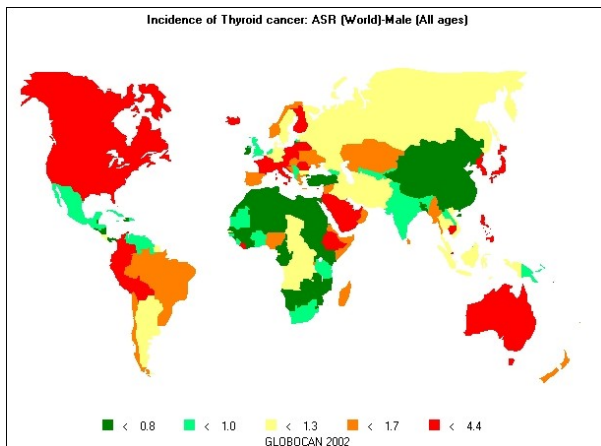 Incidence of Thyroid cancer: ASR (World)-Male (All ages)
< 0.8 < 1.0 < 1.3 < 1.7 < 4.4
GLOBOCAN 2002